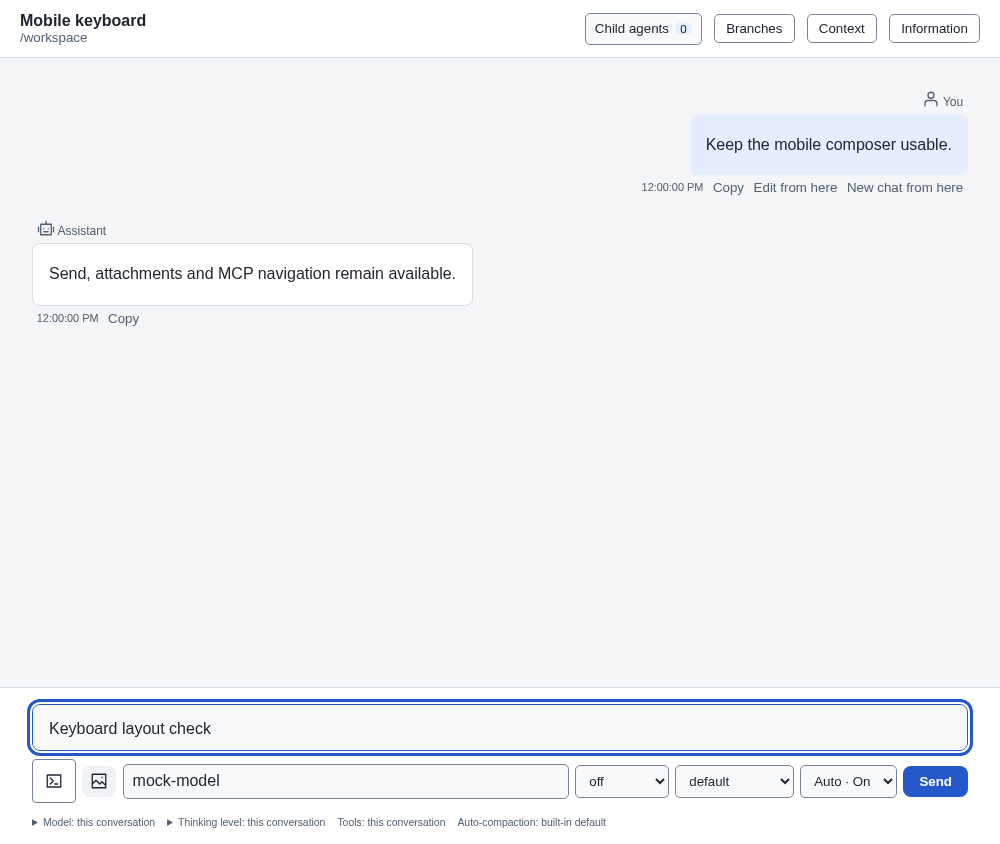 Mobile keyboard
/workspace
Child agents 0 Branches Context Information
You
Keep the mobile composer usable.
12:00:00 PM Copy Edit from here New chat from here
Assistant
Send, attachments and MCP navigation remain available.
12:00:00 PM Copy
Keyboard layout check
mock-model off default Auto · On Send
Model: this conversation Thinking level: this conversation Tools: this conversation Auto-compaction: built-in default